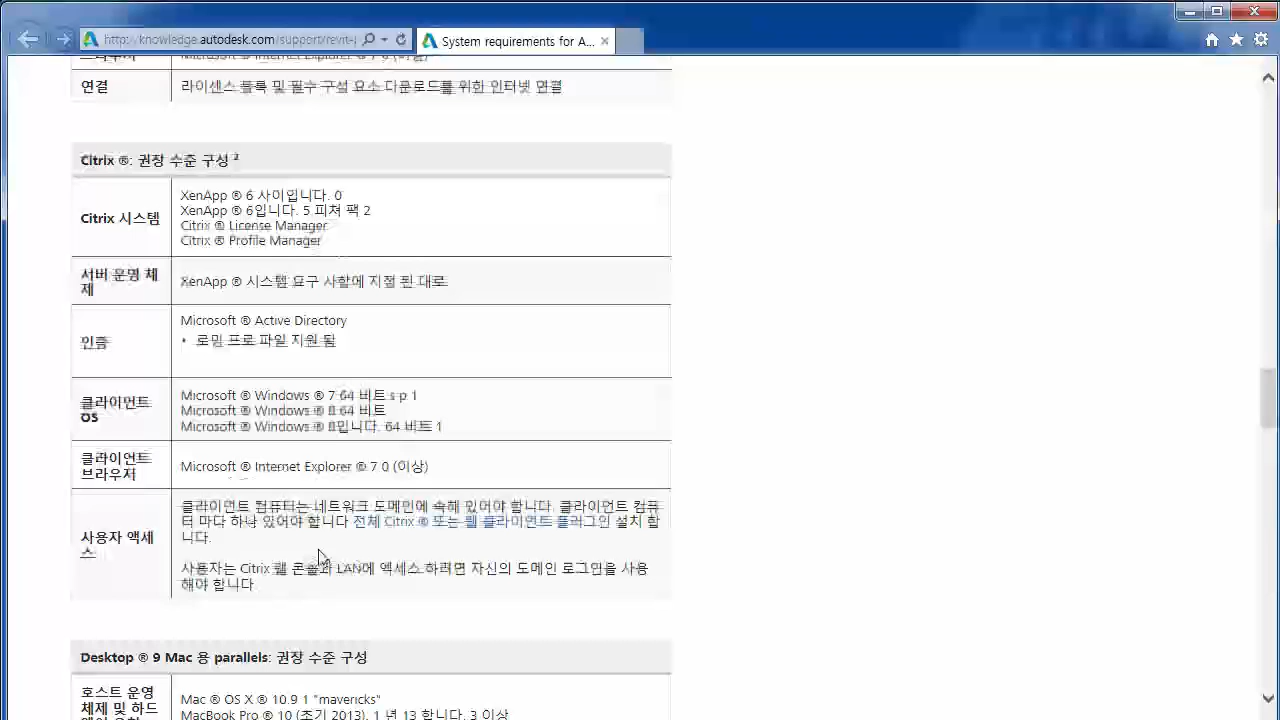 http://knowledge.autodesk.com/support/revit-
System requirements for A...
Microsoft ® Internet Explorer ® 7 0 (이상)
연결
라이센스 등록 및 필수 구성 요소 다운로드를 위한 인터넷 연결
Citrix ®: 권장 수준 구성 ²
Citrix 시스템
XenApp ® 6 사이입니다. 0
XenApp ® 6입니다. 5 피쳐 팩 2
Citrix ® License Manager
Citrix ® Profile Manager
서버 운영 체
제
XenApp ® 시스템 요구 사항에 지정 된 대로.
인증
Microsoft ® Active Directory
• 로밍 프로 파일 지원 됨
클라이언트
OS
Microsoft ® Windows ® 7 64 비트 s p 1
Microsoft ® Windows ® 8 64 비트
Microsoft ® Windows ® 8입니다. 64 비트 1
클라이언트
브라우저
Microsoft ® Internet Explorer ® 7 0 (이상)
사용자 액세
스
클라이언트 컴퓨터는 네트워크 도메인에 속해 있어야 합니다. 클라이언트 컴퓨
터 마다 하나 있어야 합니다 전체 Citrix ® 또는 웹 클라이언트 플러그인 설치 합
니다.
사용자는 Citrix 웹 콘솔과 LAN에 액세스 하려면 자신의 도메인 로그인을 사용
해야 합니다
Desktop ® 9 Mac 용 parallels: 권장 수준 구성
호스트 운영
체제 및 하드
Mac ® OS X ® 10.9 1 "mavericks"
MacBook Pro ® 10 (초기 2013). 1 년 13 합니다. 3 이상